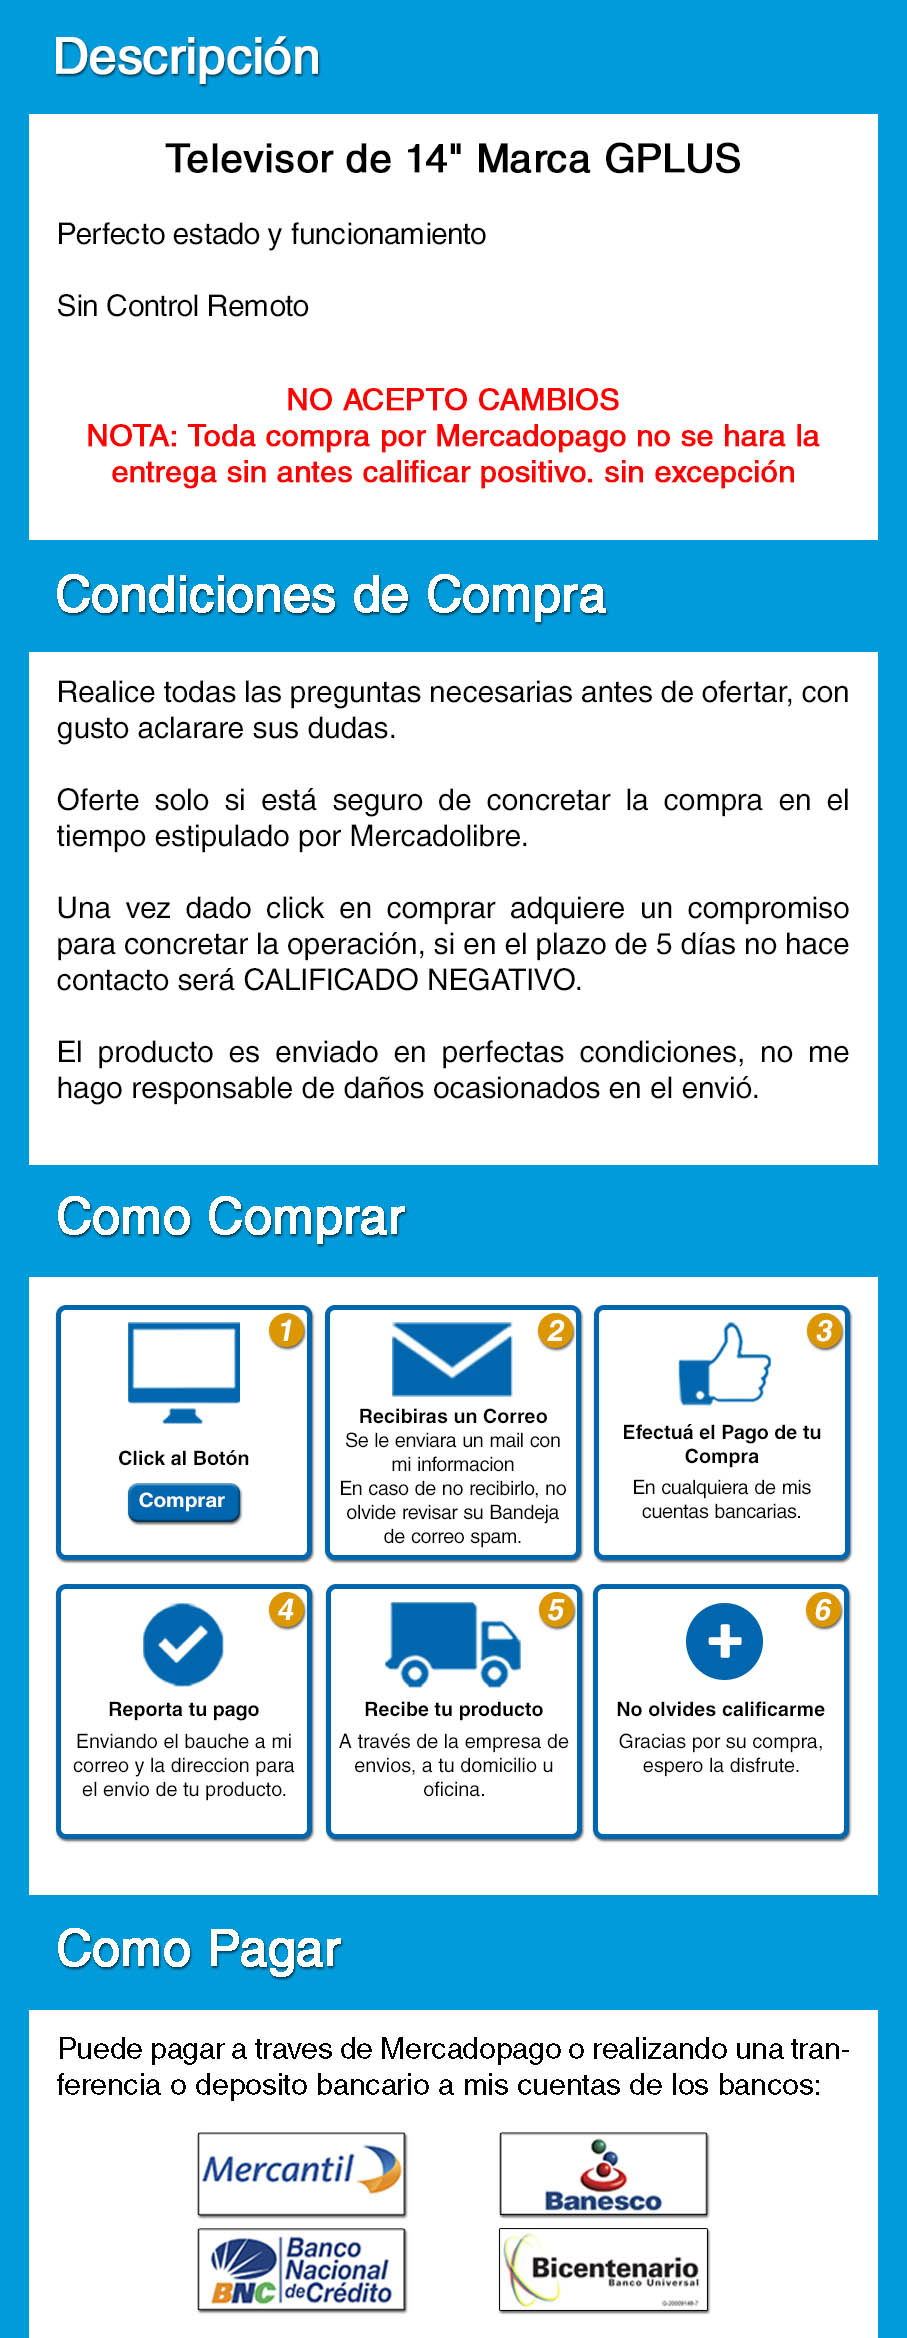 Descripción
Televisor de 14" Marca GPLUS
Perfecto estado y funcionamiento
Sin Control Remoto
NO ACEPTO CAMBIOS
NOTA: Toda compra por Mercadopago no se hara la
entrega sin antes calificar positivo. sin excepción
Condiciones de Compra
Realice todas las preguntas necesarias antes de ofertar, con
gusto aclarare sus dudas.
Oferte solo si está seguro de concretar la compra en el
tiempo estipulado por Mercadolibre.
Una vez dado click en comprar adquiere un compromiso
para concretar la operación, si en el plazo de 5 días no hace
contacto será CALIFICADO NEGATIVO.
El producto es enviado en perfectas condiciones, no me
hago responsable de daños ocasionados en el envió.
Como Comprar
1
Click al Botón
Comprar
2
Recibiras un Correo
Se le enviara un mail con
mi informacion
En caso de no recibirlo, no
olvide revisar su Bandeja
de correo spam.
3
Efectuá el Pago de tu
Compra
En cualquiera de mis
cuentas bancarias.
4
Reporta tu pago
Enviando el bauche a mi
correo y la direccion para
el envio de tu producto.
5
Recibe tu producto
A través de la empresa de
envios, a tu domicilio u
oficina.
6
No olvides calificarme
Gracias por su compra,
espero la disfrute.
Como Pagar
Puede pagar a traves de Mercadopago o realizando una tran-
ferencia o deposito bancario a mis cuentas de los bancos:
Mercantil
Banesco
BNC
Banco
Nacional
de Crédito
Bicentenario
Banco Universal